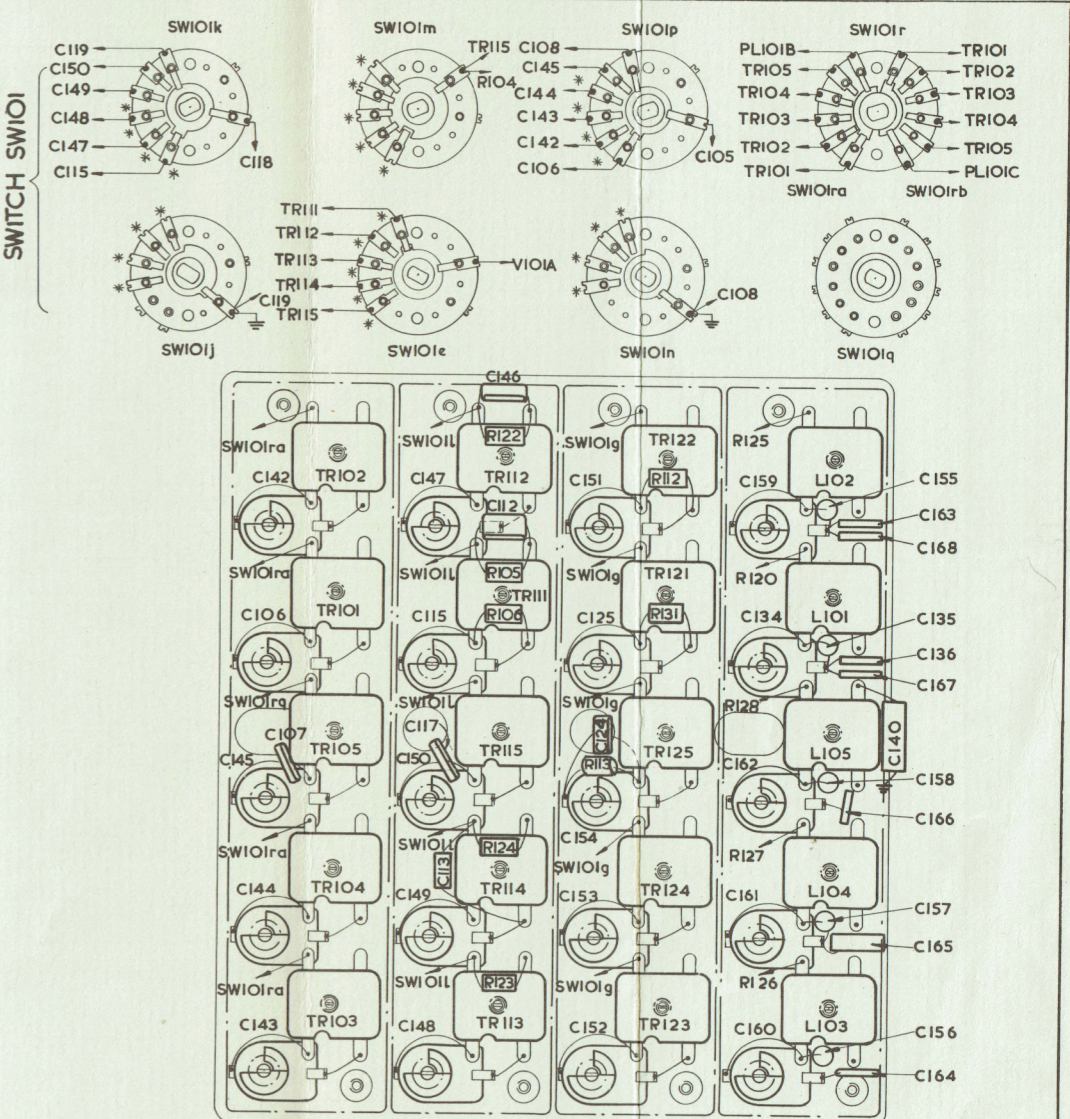 SWITCH SW101
SW101k
C119
C150
C149
C148
C147
C115
C118
SW101m
TR115
R104
SW101p
C108
C145
C144
C143
C142
C106
C105
SW101r
PL101B
TR105
TR104
TR103
TR102
TR101
TR101
TR102
TR103
TR104
TR105
PL101C
SW101ra
SW101rb
C119
SW101j
TR111
TR112
TR113
TR114
TR115
V101A
SW101e
C108
SW101n
SW101q
C146
SW101ra
SW101l
R122
SW101g
TR122
R125
C142
TR102
C147
TR112
C151
R112
C159
L102
C155
C112
C163
C168
SW101ra
SW101l
R105
SW101g
TR121
R120
C106
TR101
C115
R106
TR111
C125
R131
C134
L101
C135
C136
C167
SW101ra
SW101l
SW101g
R128
C107
C117
C124
C140
C145
TR105
C150
TR115
R113
TR125
C162
L105
C158
C166
SW101ra
SW101l
R124
C154
SW101g
R127
C113
C144
TR104
C149
TR114
C153
TR124
C161
L104
C157
C165
SW101ra
SW101l
R123
SW101g
R126
C143
TR103
C148
TR113
C152
TR123
C160
L103
C156
C164